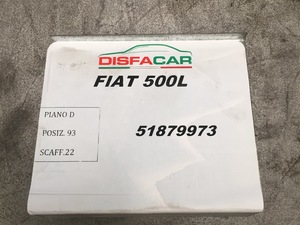 DISFACAR
FIAT 500L
PIANO D
POSIZ. 93
SCAFF.22
51879973